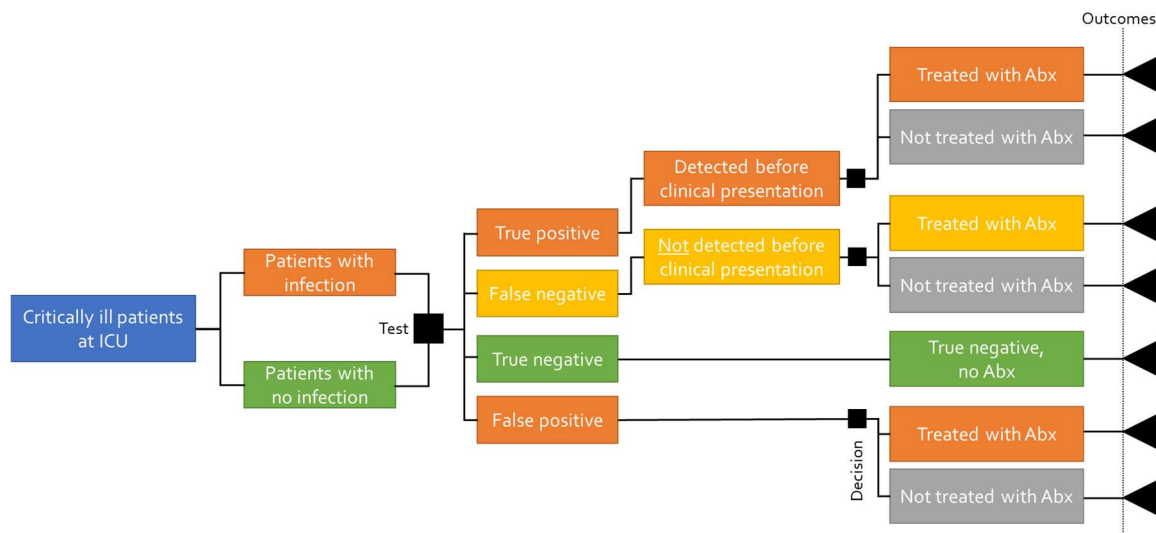 Outcomes
Treated with Abx
Not treated with Abx
Detected before
clinical presentation
Treated with Abx
True positive
Not detected before
clinical presentation
Patients with
infection
Not treated with Abx
False negative
Critically ill patients
at ICU
Test
True negative
True negative,
no Abx
Patients with
no infection
False positive
Treated with Abx
Decision
Not treated with Abx